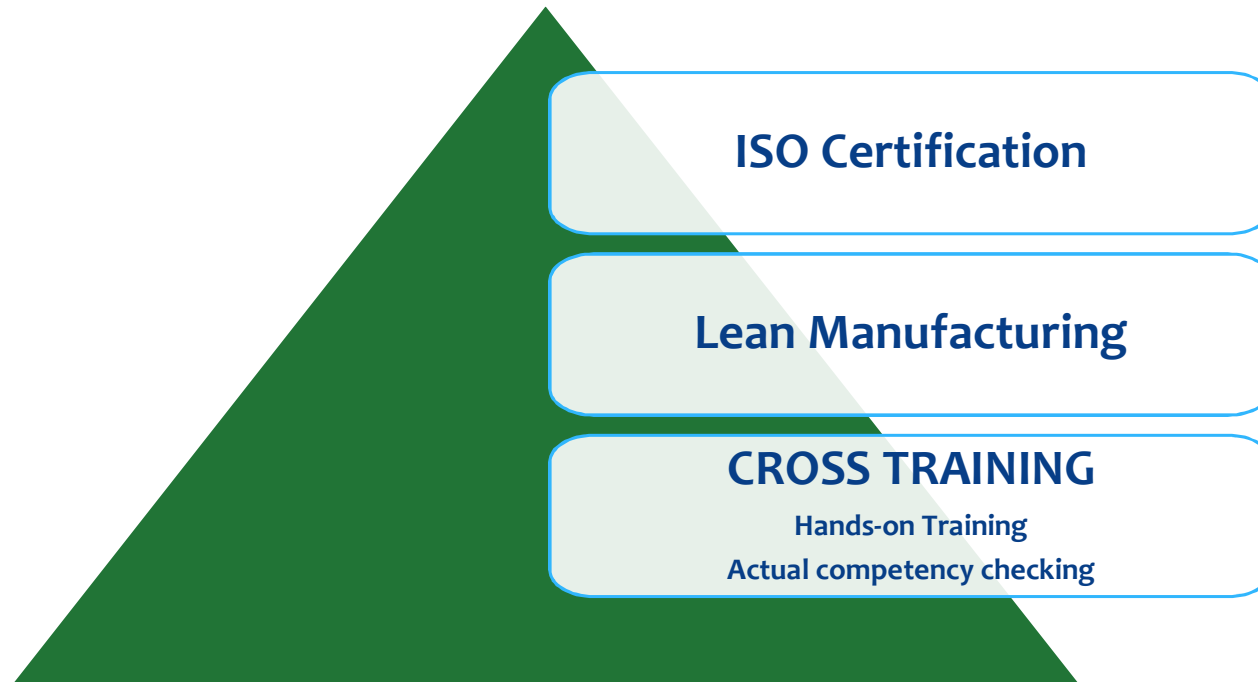 ISO Certification
Lean Manufacturing
CROSS TRAINING
Hands-on Training
Actual competency checking